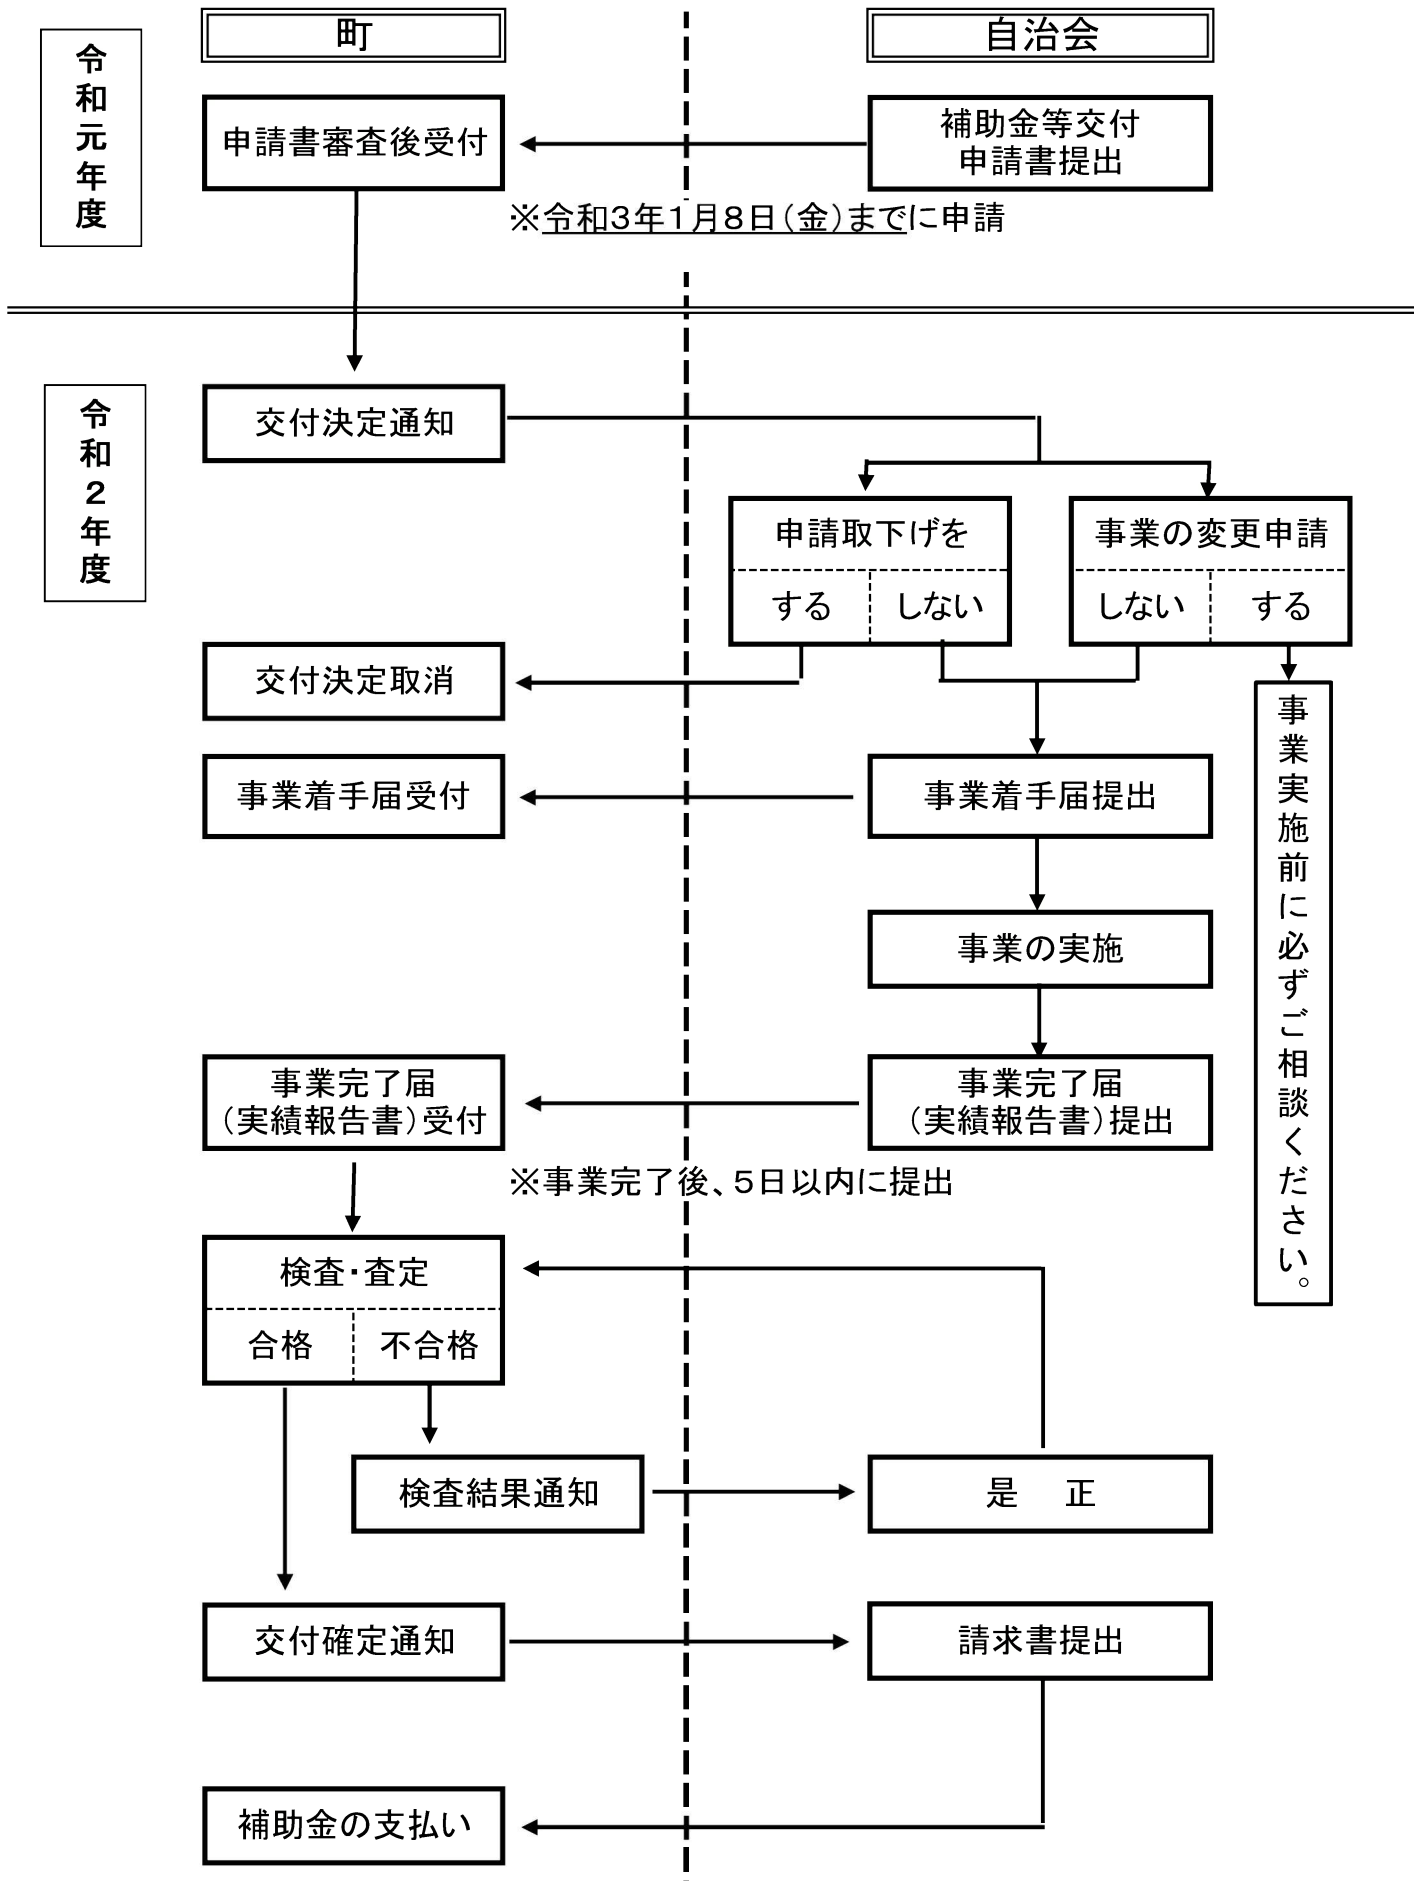 町
自治会
令和元年度
申請書審査後受付
補助金等交付
申請書提出
※令和３年１月８日（金）までに申請
令和２年度
交付決定通知
申請取下げを
する
しない
事業の変更申請
しない
する
交付決定取消
事業着手届受付
事業着手届提出
事業実施前に必ずご相談ください。
事業の実施
事業完了届
（実績報告書）受付
事業完了届
（実績報告書）提出
※事業完了後、５日以内に提出
検査・査定
合格
不合格
検査結果通知
是　正
交付確定通知
請求書提出
補助金の支払い